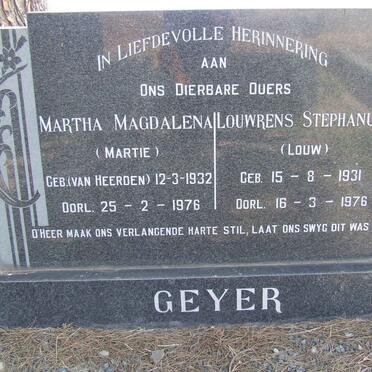 IN LIEFDEVOLLE HERINNERING
AAN
ONS DIERBARE OUERS
MARTHA MAGDALENA LOUWRENS STEPHANU
(MARTIE) (LOUW)
GEB.(VAN HEERDEN) 12-3-1932 GEB. 15 - 8 - 1931
OORL. 25 - 2 - 1976 OORL. 16 - 3 - 1976
O'HEER MAAK ONS VERLANGENDE HARTE STIL, LAAT ONS SWYG DIT WAS
GEYER